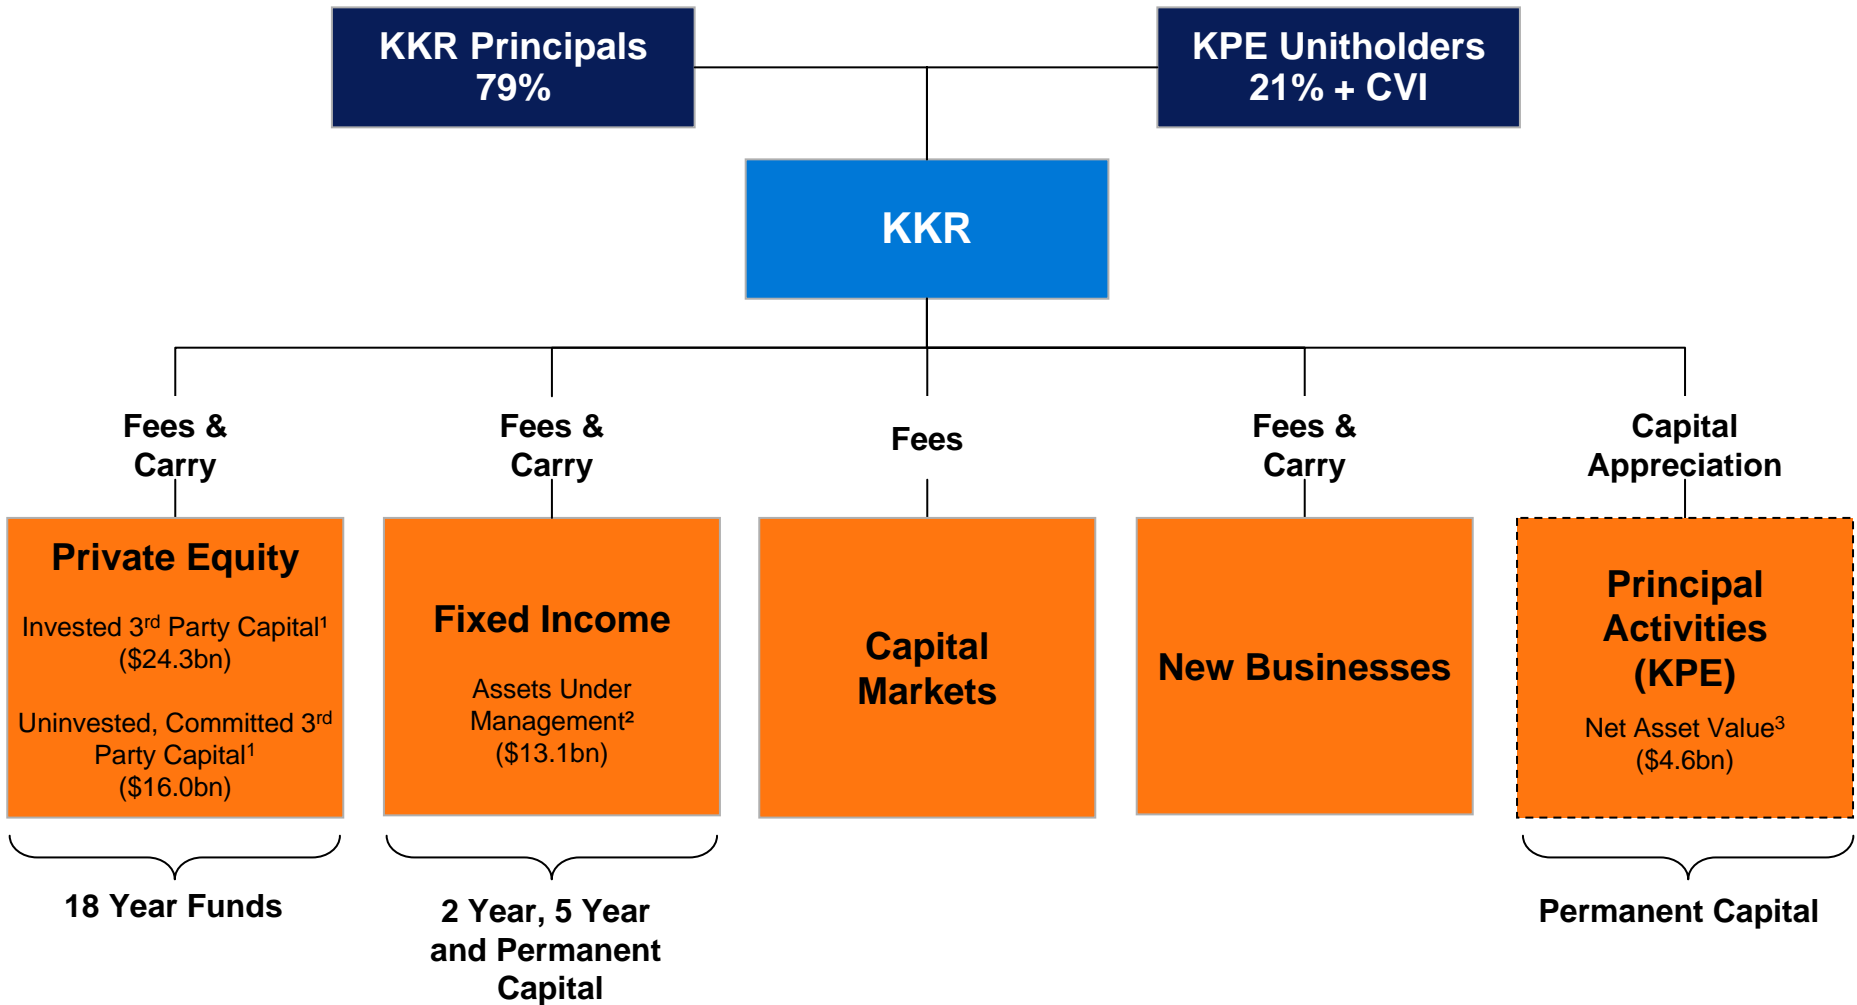 KKR Principals
79%
KPE Unitholders
21% + CVI
KKR
Fees &
Carry
Fees &
Carry
Fees
Fees &
Carry
Capital
Appreciation
Private Equity
Invested 3rd Party Capital¹
($24.3bn)
Uninvested, Committed 3rd
Party Capital¹
($16.0bn)
Fixed Income
Assets Under
Management²
($13.1bn)
Capital
Markets
New Businesses
Principal
Activities
(KPE)
Net Asset Value³
($4.6bn)
18 Year Funds
2 Year, 5 Year
and Permanent
Capital
Permanent Capital